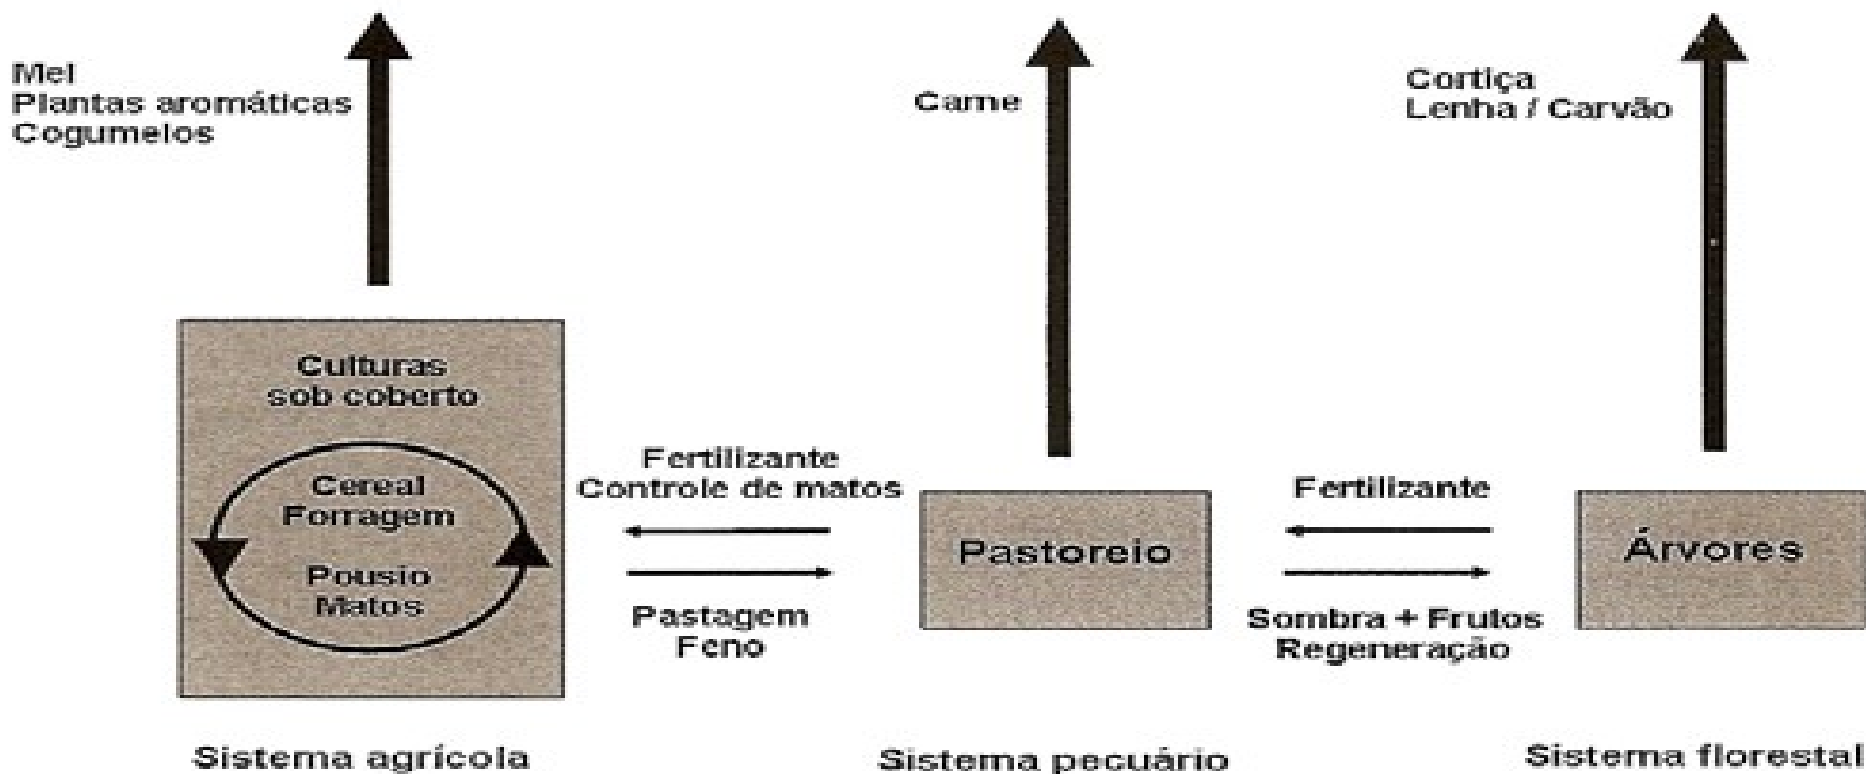 Mel
Plantas aromáticas
Cogumelos
Carne
Cortiça
Lenha / Carvão
Culturas
sob coberto
Cereal
Forragem
Pousio
Matos
Fertilizante
Controle de matos
Pastagem
Feno
Pastoreio
Fertilizante
Sombra + Frutos
Regeneração
Árvores
Sistema agrícola
Sistema pecuário
Sistema florestal